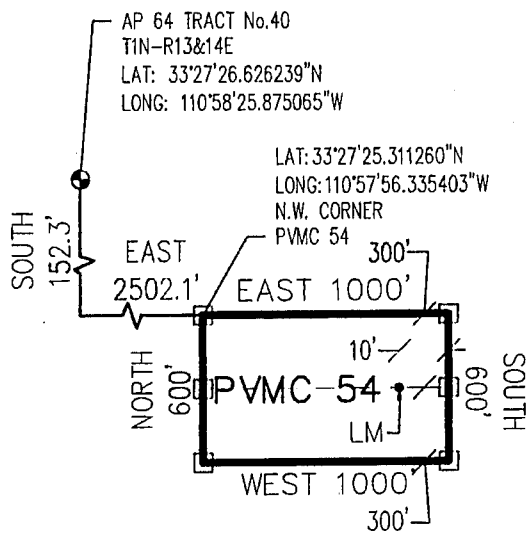 AP 64 TRACT No.40
T1N-R13&14E
LAT: 33°27'26.626239"N
LONG: 110°58'25.875065"W
LAT:33°27'25.311260"N
LONG:110°57'56.335403"W
N.W. CORNER
PVMC 54
SOUTH
152.3'
EAST
2502.1'
300'
EAST 1000'
10'
NORTH
600'
PVMC-54
LM
SOUTH
600'
WEST 1000'
300'